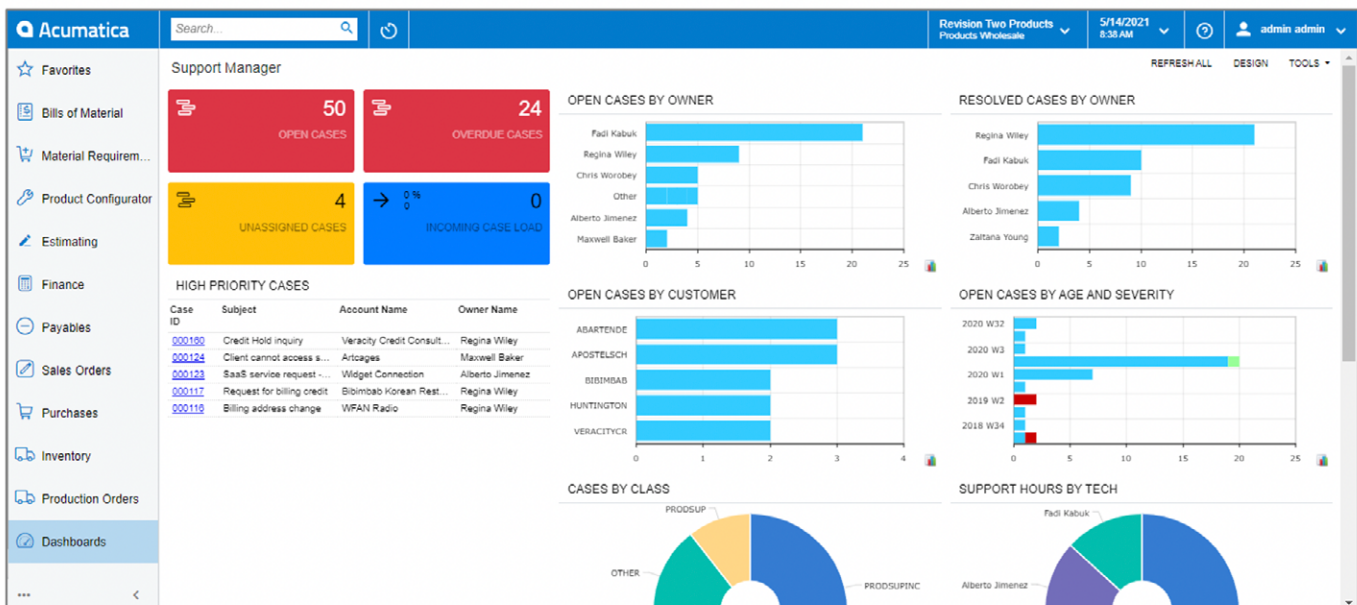 Acumatica
Search...
Revision Two Products
Products Wholesale
5/14/2021
8:38 AM
admin admin
Favorites
Bills of Material
Material Requirem...
Product Configurator
Estimating
Finance
Payables
Sales Orders
Purchases
Inventory
Production Orders
Dashboards
Support Manager
REFRESH ALL DESIGN TOOLS
50
OPEN CASES
24
OVERDUE CASES
4
UNASSIGNED CASES
0 %
0
0
INCOMING CASE LOAD
HIGH PRIORITY CASES
Case ID Subject Account Name Owner Name
000160 Credit Hold inquiry Veracity Credit Consult... Regina Wiley
000124 Client cannot access s... Artcages Maxwell Baker
000123 SaaS service request -... Widget Connection Alberto Jimenez
000117 Request for billing credit Bibimbab Korean Rest... Regina Wiley
000116 Billing address change WFAN Radio Regina Wiley
OPEN CASES BY OWNER
Fadi Kabuk
Regina Wiley
Chris Worobey
Other
Alberto Jimenez
Maxwell Baker
0 5 10 15 20 25
RESOLVED CASES BY OWNER
Regina Wiley
Fadi Kabuk
Chris Worobey
Alberto Jimenez
Zaltana Young
0 5 10 15 20 25
OPEN CASES BY CUSTOMER
ABARTENDE
APOSTELSCH
BIBIMBAB
HUNTINGTON
VERACITYCR
0 1 2 3 4
OPEN CASES BY AGE AND SEVERITY
2020 W32
2020 W3
2020 W1
2019 W2
2018 W34
0 5 10 15 20 25
CASES BY CLASS
PRODSUP
OTHER
PRODSUPINC
SUPPORT HOURS BY TECH
Fadi Kabuk
Alberto Jimenez